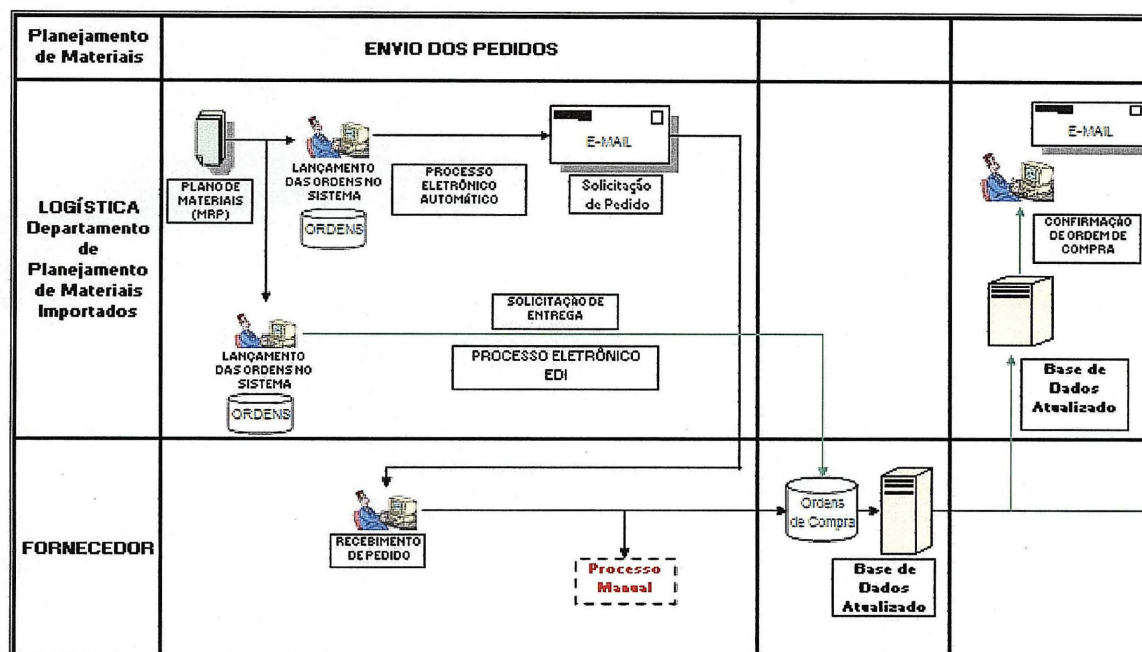 Planejamento
de Materiais
ENVIO DOS PEDIDOS
LOGÍSTICA
Departamento
de
Planejamento
de Materiais
Importados
PLANO DE
MATERIAIS
(MRP)
LANÇAMENTO
DAS ORDENS NO
SISTEMA
ORDENS
PROCESSO
ELETRÔNICO
AUTOMÁTICO
E-MAIL
Solicitação
de Pedido
LANÇAMENTO
DAS ORDENS NO
SISTEMA
ORDENS
SOLICITAÇÃO DE
ENTREGA
PROCESSO ELETRÔNICO
EDI
E-MAIL
CONFIRMAÇÃO
DE ORDEM DE
COMPRA
Base de
Dados
Atualizado
FORNECEDOR
RECEBIMENTO
DE PEDIDO
Processo
Manual
Ordens
de Compra
Base de
Dados
Atualizado